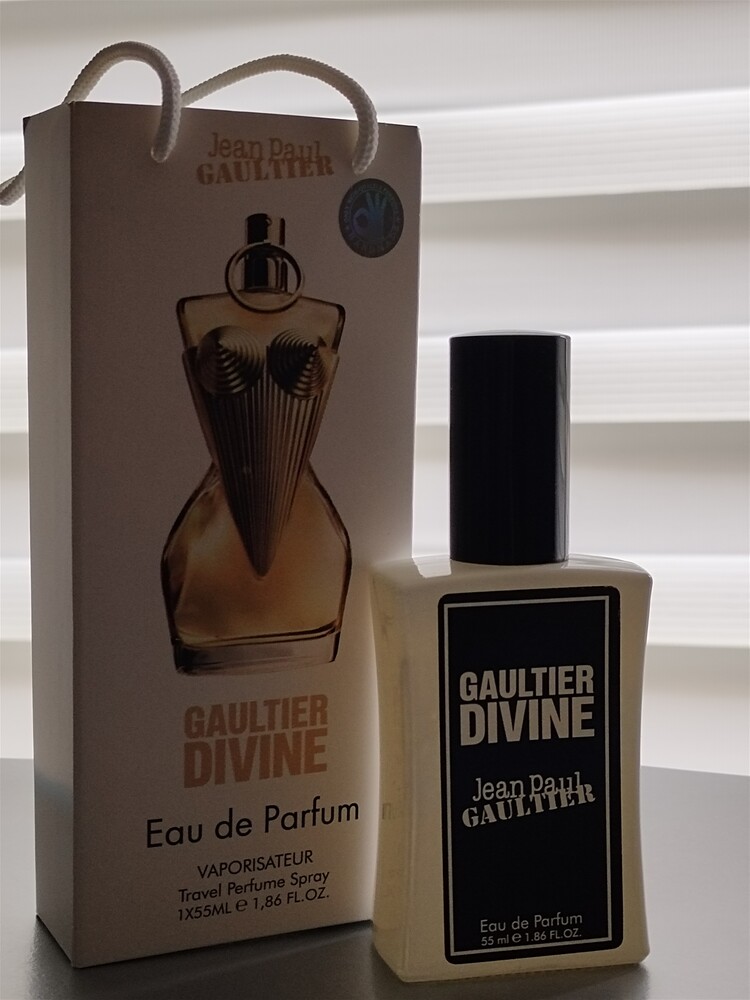 Jean Paul
GAULTIER
GAULTIER
DIVINE
Eau de Parfum
VAPORISATEUR
Travel Perfume Spray
1X55ML e 1,86 FL.OZ.
GAULTIER
DIVINE
Jean Paul
GAULTIER
Eau de Parfum
55 ml e 1.86 FL.OZ.